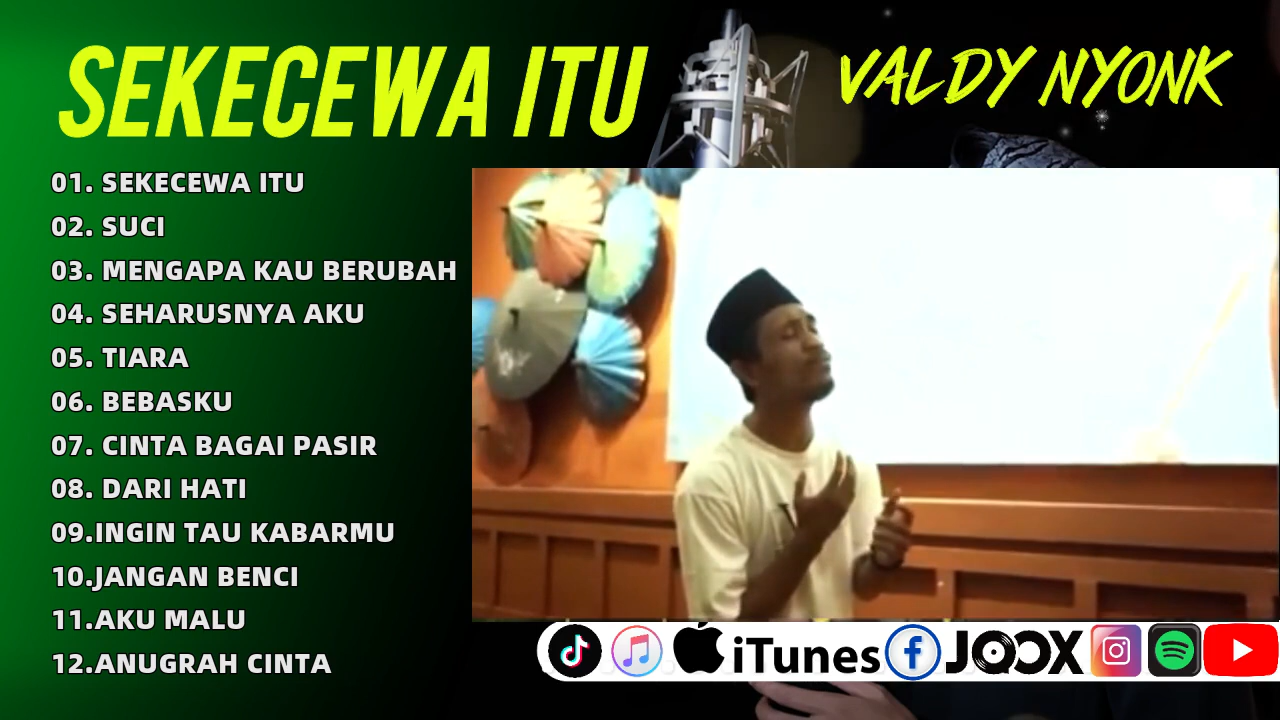 SEKECEWA ITU
VALDY NYONK
01. SEKECEWA ITU
02. SUCI
03. MENGAPA KAU BERUBAH
04. SEHARUSNYA AKU
05. TIARA
06. BEBASKU
07. CINTA BAGAI PASIR
08. DARI HATI
09.INGIN TAU KABARMU
10.JANGAN BENCI
11.AKU MALU
12.ANUGRAH CINTA
iTunes JOOX